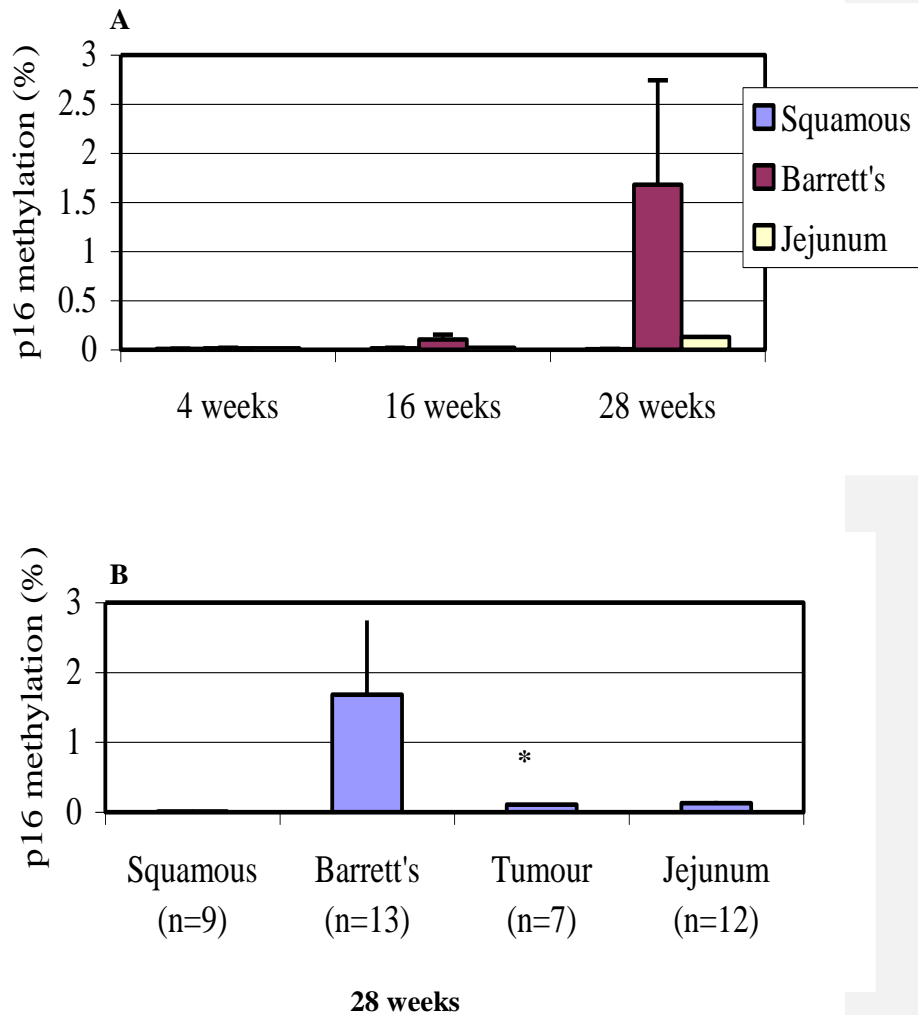 A
p16 methylation (%)
3
2.5
2
1.5
1
0.5
0
4 weeks 16 weeks 28 weeks
Squamous
Barrett's
Jejunum
B
p16 methylation (%)
3
2
1
0
*
Squamous Barrett's Tumour Jejunum
(n=9) (n=13) (n=7) (n=12)
28 weeks